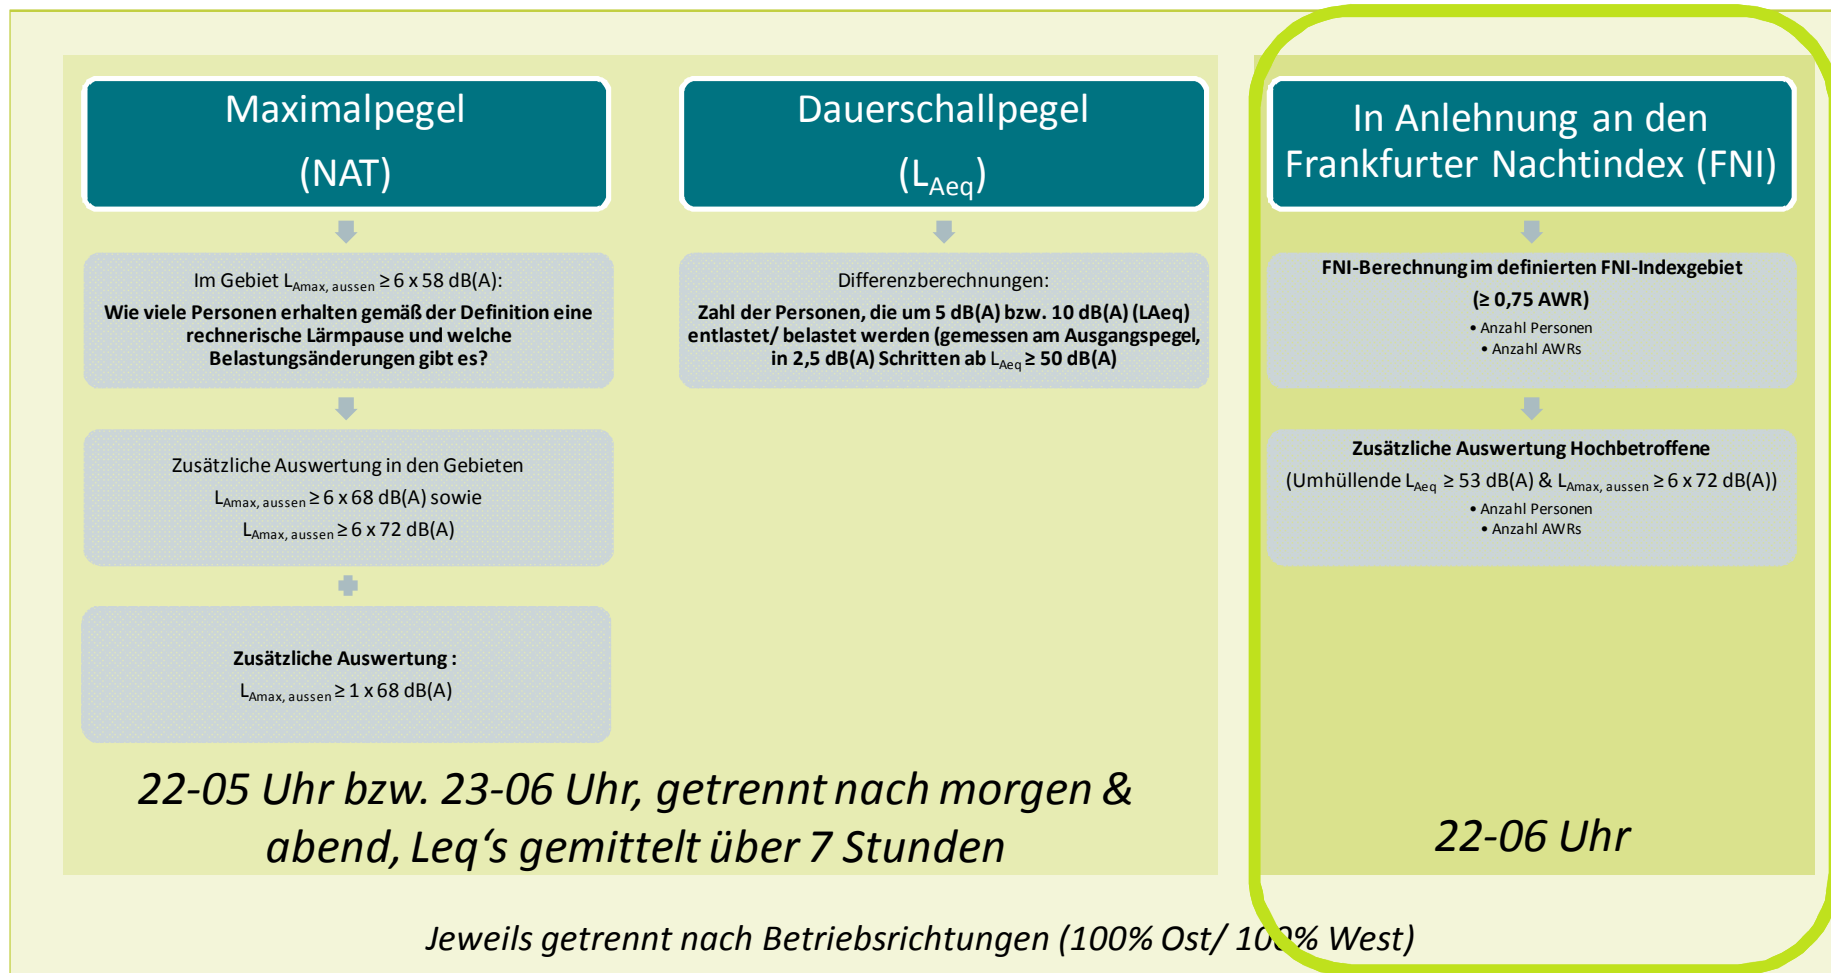 Maximalpegel
(NAT)
Im Gebiet LAmax, aussen ≥ 6 x 58 dB(A):
Wie viele Personen erhalten gemäß der Definition eine
rechnerische Lärmpause und welche
Belastungsänderungen gibt es?
Zusätzliche Auswertung in den Gebieten
LAmax, aussen ≥ 6 x 68 dB(A) sowie
LAmax, aussen ≥ 6 x 72 dB(A)
Zusätzliche Auswertung :
LAmax, aussen ≥ 1 x 68 dB(A)
Dauerschallpegel
(LAeq)
Differenzberechnungen:
Zahl der Personen, die um 5 dB(A) bzw. 10 dB(A) (LAeq)
entlastet/ belastet werden (gemessen am Ausgangspegel,
in 2,5 dB(A) Schritten ab LAeq ≥ 50 dB(A)
22-05 Uhr bzw. 23-06 Uhr, getrennt nach morgen &
abend, Leq‘s gemittelt über 7 Stunden
In Anlehnung an den
Frankfurter Nachtindex (FNI)
FNI-Berechnung im definierten FNI-Indexgebiet
(≥ 0,75 AWR)
• Anzahl Personen
• Anzahl AWRs
Zusätzliche Auswertung Hochbetroffene
(Umhüllende LAeq ≥ 53 dB(A) & LAmax, aussen ≥ 6 x 72 dB(A))
• Anzahl Personen
• Anzahl AWRs
22-06 Uhr
Jeweils getrennt nach Betriebsrichtungen (100% Ost/ 100% West)